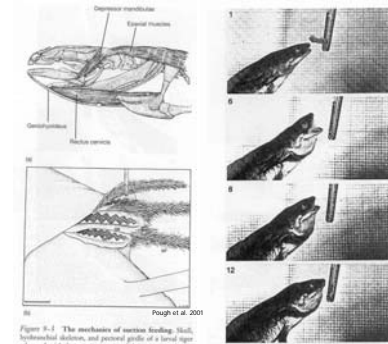 Depressor mandibulae
Epaxial muscles
Geniohyoideus
Rectus cervicis
(a)
(b)
Pough et al. 2001
Figure 9–3 The mechanics of suction feeding. Skull,
hyobranchial skeleton, and pectoral girdle of a larval tiger
1
6
8
12